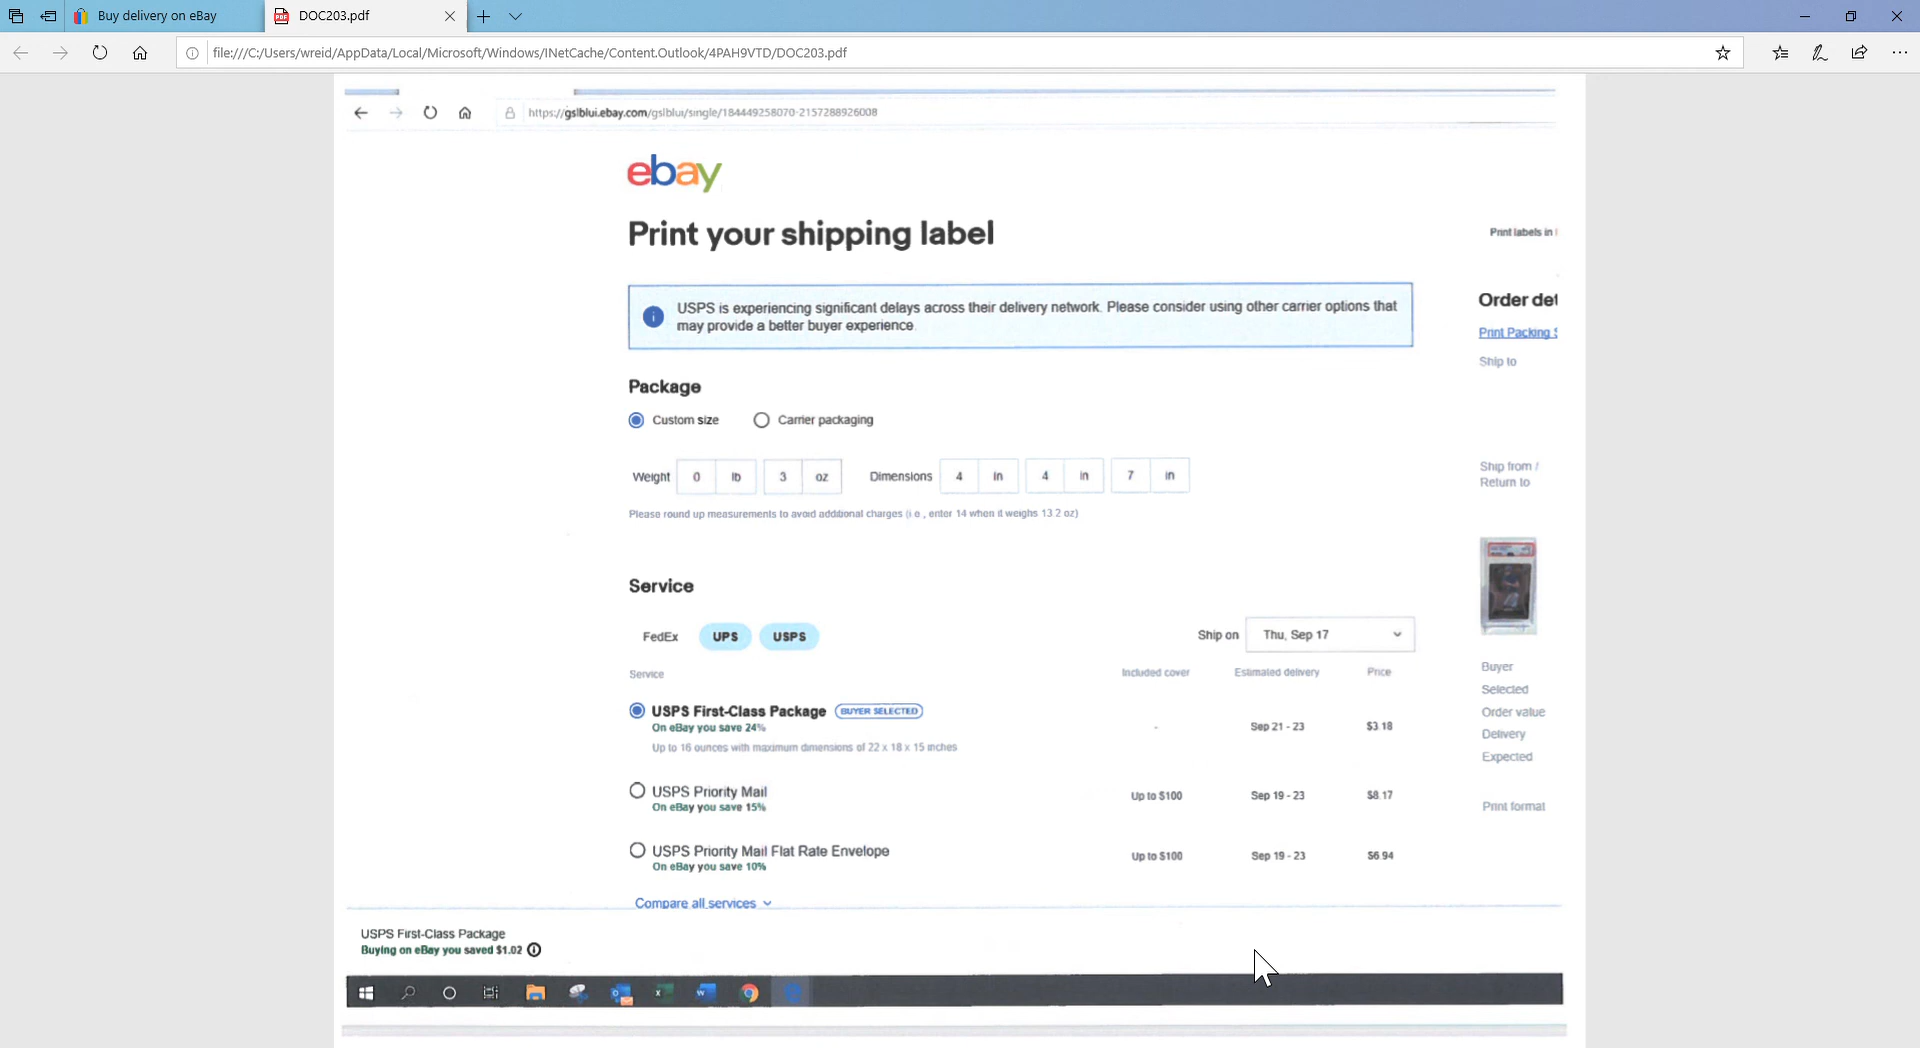 Buy delivery on eBay
DOC203.pdf
file:///C:/Users/wreid/AppData/Local/Microsoft/Windows/INetCache/Content.Outlook/4PAH9VTD/DOC203.pdf
https://gslblui.ebay.com/gslblui/single/184449258070-2157288926008
ebay
Print your shipping label
Print labels in
USPS is experiencing significant delays across their delivery network. Please consider using other carrier options that
may provide a better buyer experience
Order det
Print Packing S
Ship to
Package
Custom size
Carrier packaging
Weight 0 lb 3 oz Dimensions 4 in 4 in 7 in
Ship from /
Return to
Please round up measurements to avoid additional charges (i e , enter 14 when it weighs 13 2 oz)
Service
FedEx UPS USPS
Ship on Thu, Sep 17
Service Included cover Estimated delivery Price
USPS First-Class Package BUYER SELECTED
On eBay you save 24%
- Sep 21 - 23 $3.18
Up to 16 ounces with maximum dimensions of 22 x 18 x 15 inches
USPS Priority Mail
On eBay you save 15%
Up to $100 Sep 19 - 23 $8.17
USPS Priority Mail Flat Rate Envelope
On eBay you save 10%
Up to $100 Sep 19 - 23 $6 94
Compare all services
Buyer
Selected
Order value
Delivery
Expected
Print format
USPS First-Class Package
Buying on eBay you saved $1.02